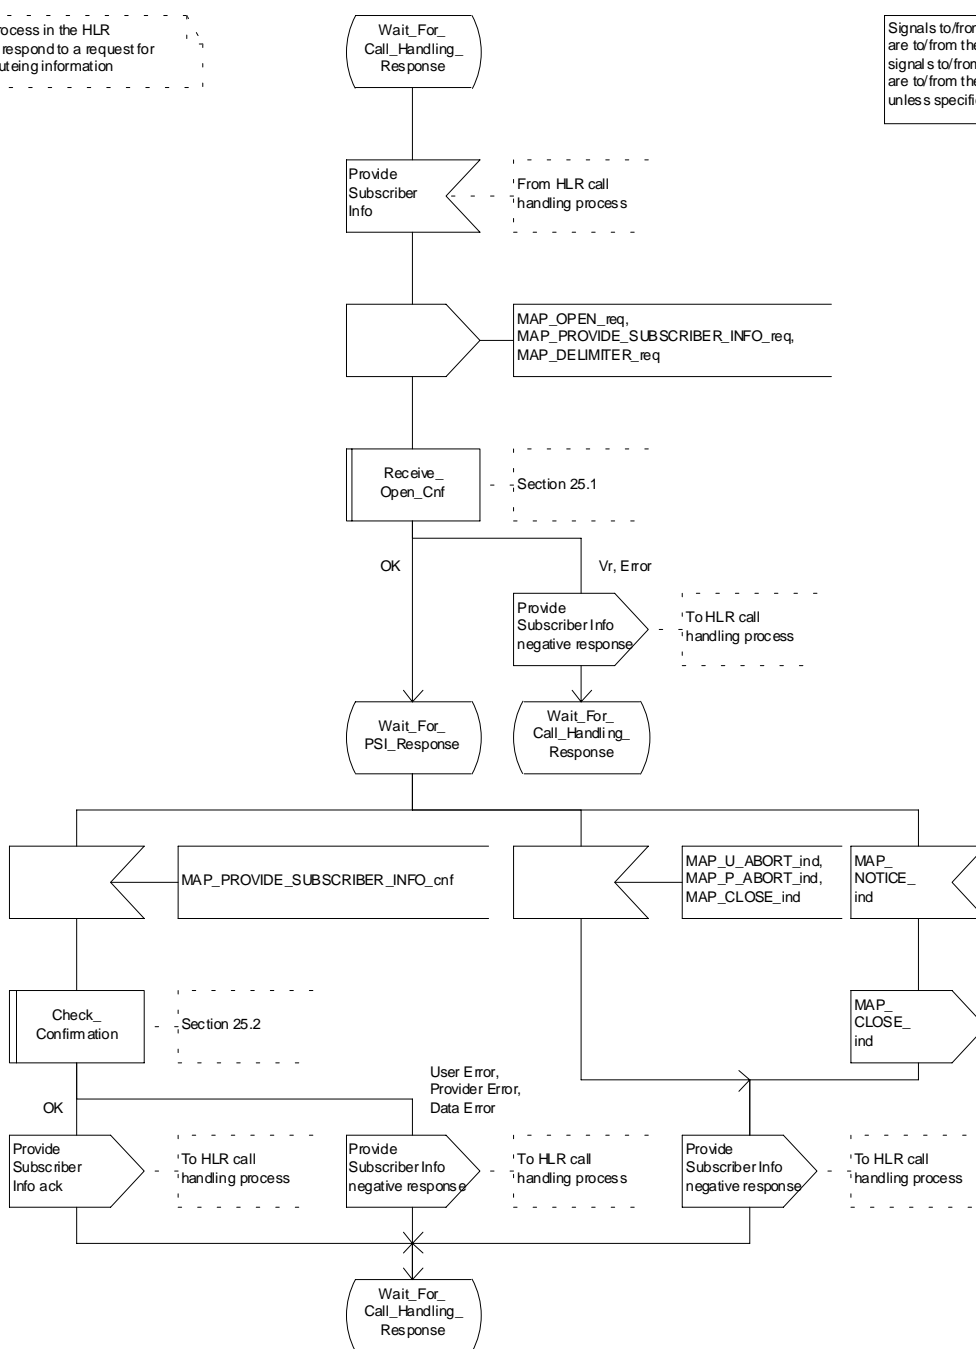 rocess in the HLR
respond to a request for
uteing information
Wait_For_
Call_Handling_
Response
Signals to/fron
are to/from the
signals to/from
are to/from the
unless specifi
Provide
Subscriber
Info
From HLR call
handling process
MAP_OPEN_req,
MAP_PROVIDE_SUBSCRIBER_INFO_req,
MAP_DELIMITER_req
Receive_
Open_Cnf
Section 25.1
OK
Vr, Error
Provide
Subscriber Info
negative response
To HLR call
handling process
Wait_For_
PSI_Response
Wait_For_
Call_Handling_
Response
MAP_PROVIDE_SUBSCRIBER_INFO_cnf
MAP_U_ABORT_ind,
MAP_P_ABORT_ind,
MAP_CLOSE_ind
MAP_
NOTICE_
ind
Check_
Confirmation
Section 25.2
MAP_
CLOSE_
ind
User Error,
Provider Error,
Data Error
OK
Provide
Subscriber
Info ack
To HLR call
handling process
Provide
Subscriber Info
negative response
To HLR call
handling process
Provide
Subscriber Info
negative response
To HLR call
handling process
Wait_For_
Call_Handling_
Response